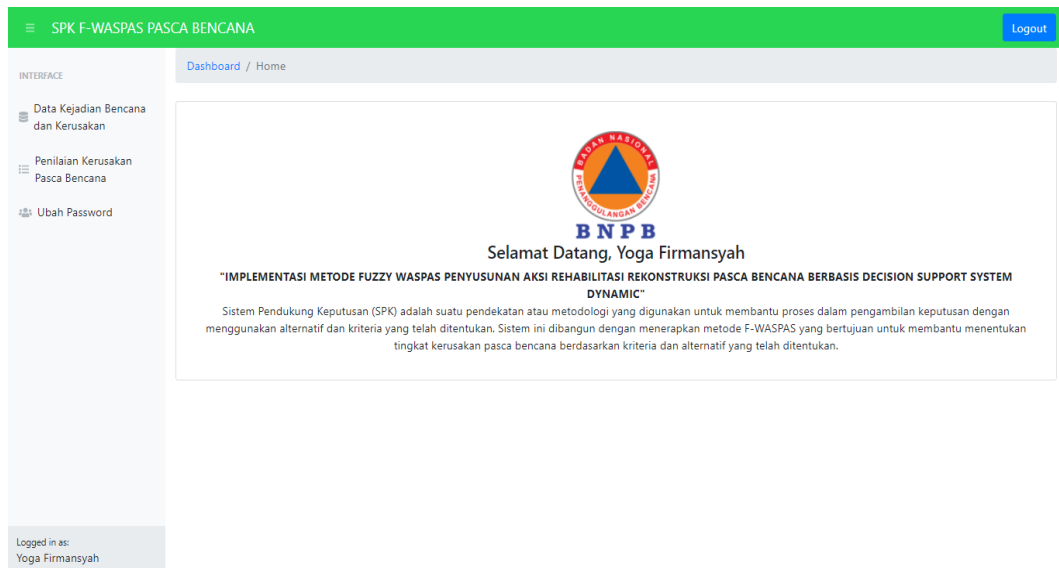 SPK F-WASPAS PASCA BENCANA
Logout
INTERFACE
Data Kejadian Bencana
dan Kerusakan
Penilaian Kerusakan
Pasca Bencana
Ubah Password
Dashboard / Home
BADAN NASIONAL
PENANGGULANGAN BENCANA
BNPB
Selamat Datang, Yoga Firmansyah
"IMPLEMENTASI METODE FUZZY WASPAS PENYUSUNAN AKSI REHABILITASI REKONSTRUKSI PASCA BENCANA BERBASIS DECISION SUPPORT SYSTEM
DYNAMIC"
Sistem Pendukung Keputusan (SPK) adalah suatu pendekatan atau metodologi yang digunakan untuk membantu proses dalam pengambilan keputusan dengan
menggunakan alternatif dan kriteria yang telah ditentukan. Sistem ini dibangun dengan menerapkan metode F-WASPAS yang bertujuan untuk membantu menentukan
tingkat kerusakan pasca bencana berdasarkan kriteria dan alternatif yang telah ditentukan.
Logged in as:
Yoga Firmansyah